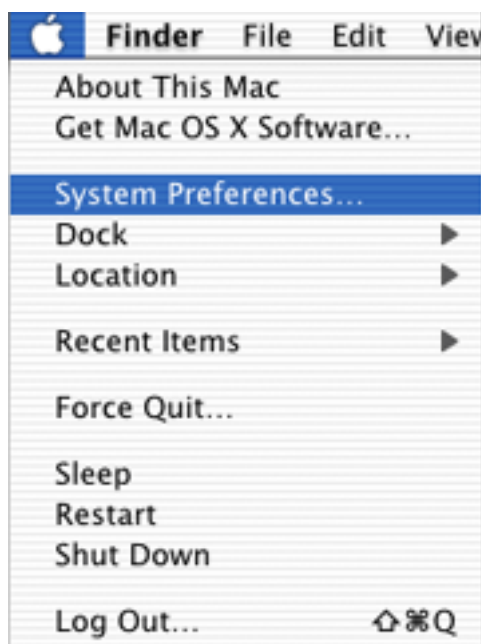 Finder File Edit View
About This Mac
Get Mac OS X Software...
System Preferences...
Dock
Location
Recent Items
Force Quit...
Sleep
Restart
Shut Down
Log Out... ⇧⌘Q